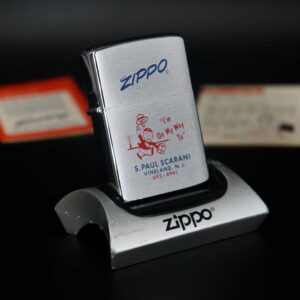 ZIPPO
"I'm
On My Way
To"
S. PAUL SCARANI
VINELAND, N. J.
692-4061
zippo